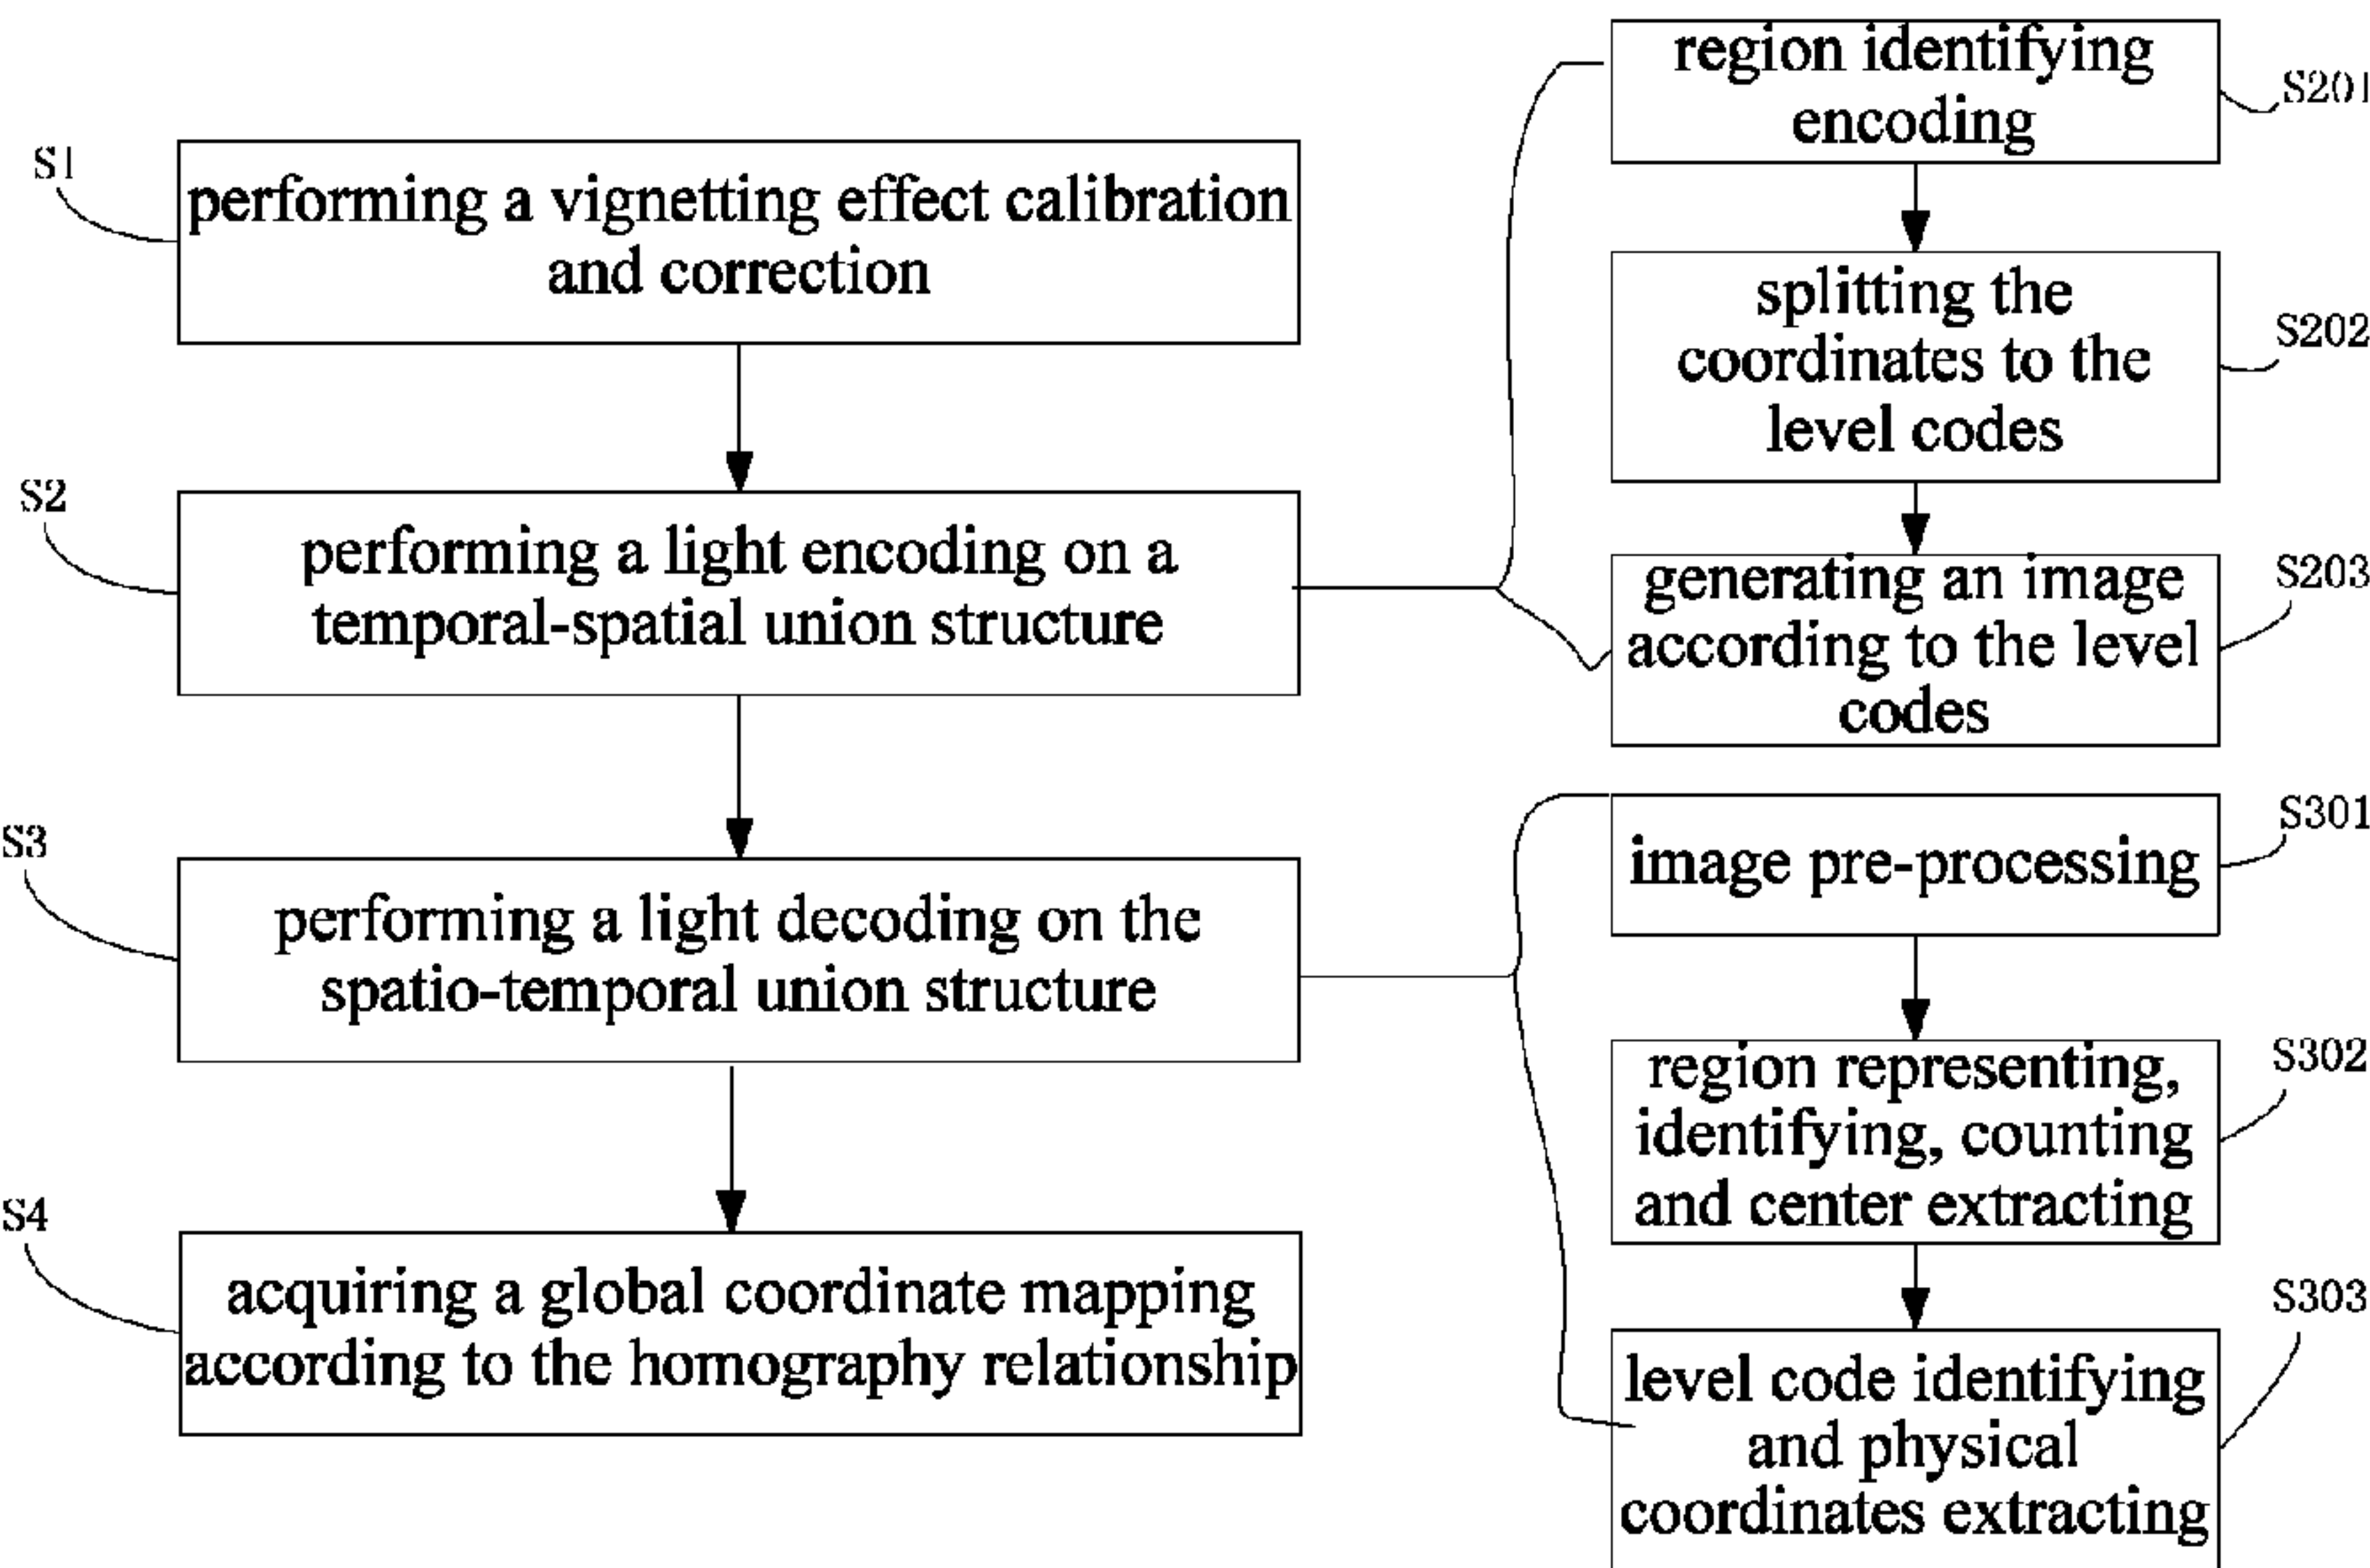 S1
performing a vignetting effect calibration
and correction
S2
performing a light encoding on a
temporal-spatial union structure
S3
performing a light decoding on the
spatio-temporal union structure
S4
acquiring a global coordinate mapping
according to the homography relationship
region identifying
encoding
S201
splitting the
coordinates to the
level codes
S202
generating an image
according to the level
codes
S203
image pre-processing
S301
region representing,
identifying, counting
and center extracting
S302
level code identifying
and physical
coordinates extracting
S303